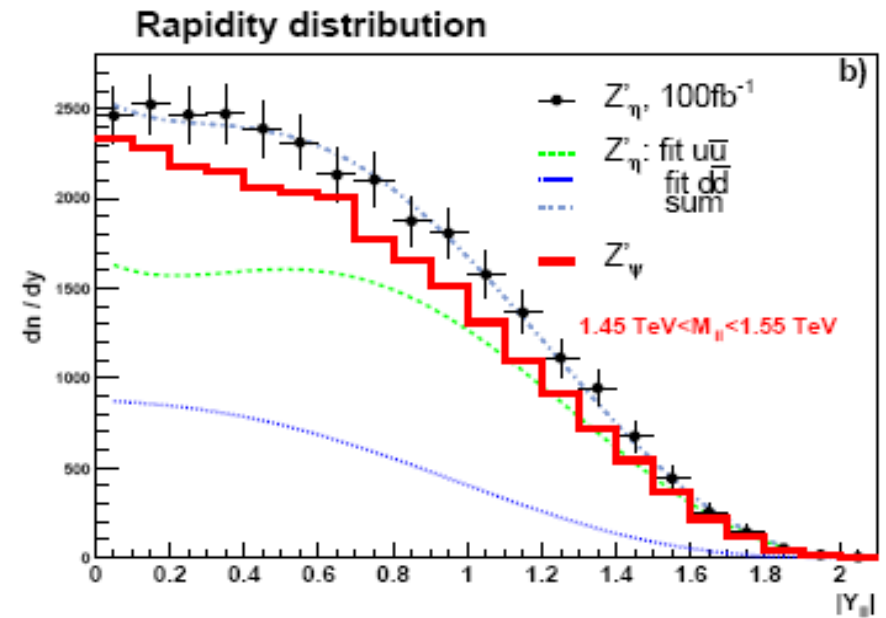 Rapidity distribution
b)
Z'η, 100fb⁻¹
Z'η: fit uū
fit dd̄
sum
Z'ψ
1.45 TeV<M_ll<1.55 TeV
dn / dy
2500
2000
1500
1000
500
0
0 0.2 0.4 0.6 0.8 1 1.2 1.4 1.6 1.8 2
|Y_ll|